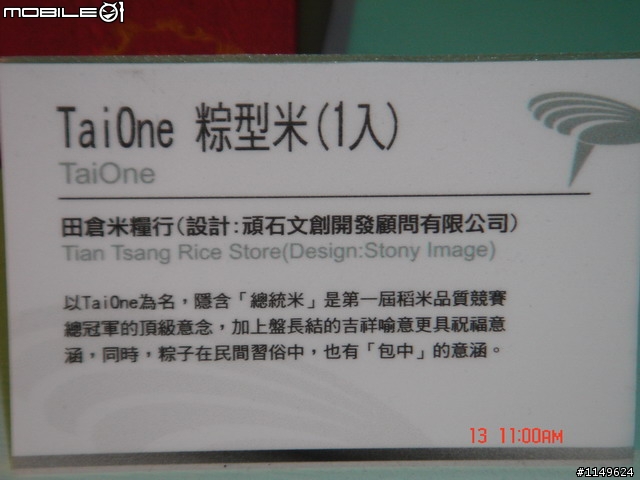 MOBILE01
TaiOne 粽型米(1入)
TaiOne
田倉米糧行(設計:頑石文創開發顧問有限公司)
Tian Tsang Rice Store(Design:Stony Image)
以TaiOne為名，隱含「總統米」是第一屆稻米品質競賽
總冠軍的頂級意念，加上盤長結的吉祥喻意更具祝福意
涵，同時，粽子在民間習俗中，也有「包中」的意涵。
13 11:00AM
#1149624